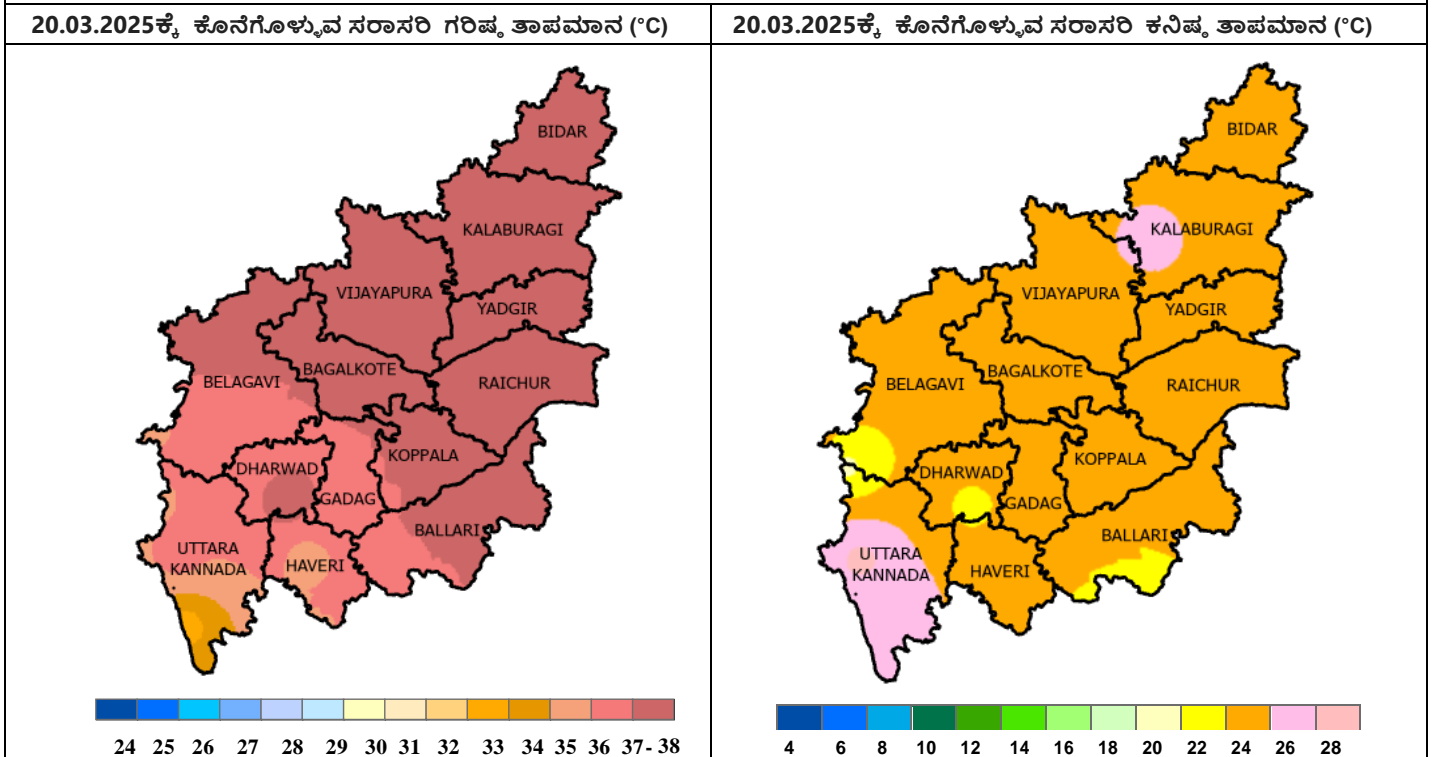 20.03.2025ಕ್ಕೆ ಕೊನೆಗೊಳ್ಳುವ ಸರಾಸರಿ ಗರಿಷ್ಠ ತಾಪಮಾನ (°C)
20.03.2025ಕ್ಕೆ ಕೊನೆಗೊಳ್ಳುವ ಸರಾಸರಿ ಕನಿಷ್ಠ ತಾಪಮಾನ (°C)
BIDAR
KALABURAGI
VIJAYAPURA
YADGIR
BAGALKOTE
BELAGAVI
RAICHUR
KOPPALA
DHARWAD
GADAG
BALLARI
UTTARA
KANNADA
HAVERI
24 25 26 27 28 29 30 31 32 33 34 35 36 37- 38
BIDAR
KALABURAGI
VIJAYAPURA
YADGIR
BAGALKOTE
BELAGAVI
RAICHUR
KOPPALA
DHARWAD
GADAG
BALLARI
UTTARA
KANNADA
HAVERI
4 6 8 10 12 14 16 18 20 22 24 26 28